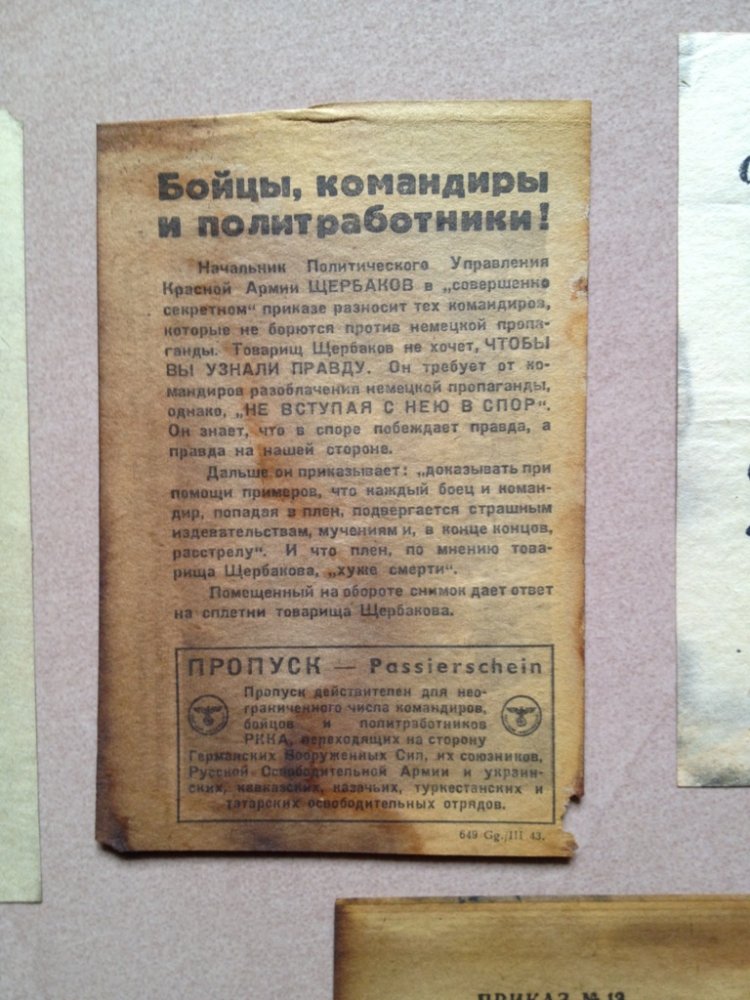 Бойцы, командиры
и политработники!
Начальник Политического Управления
Красной Армии ЩЕРБАКОВ в „совершенно
секретном“ приказе разносит тех командиров,
которые не борются против немецкой пропа-
ганды. Товарищ Щербаков не хочет, ЧТОБЫ
ВЫ УЗНАЛИ ПРАВДУ. Он требует от ко-
мандиров разоблачения немецкой пропаганды,
однако, „НЕ ВСТУПАЯ С НЕЮ В СПОР“.
Он знает, что в споре побеждает правда, а
правда на нашей стороне.
Дальше он приказывает: „доказывать при
помощи примеров, что каждый боец и коман-
дир, попадая в плен, подвергается страшным
издевательствам, мучениям и, в конце концов,
расстрелу“. И что плен, по мнению това-
рища Щербакова, „хуже смерти“.
Помещенный на обороте снимок дает ответ
на сплетни товарища Щербакова.
ПРОПУСК — Passierschein
Пропуск действителен для нео-
граниченного числа командиров,
бойцов и политработников
РККА, переходящих на сторону
Германских Вооруженных Сил, их союзников,
Русской Освободительной Армии и украин-
ских, кавказских, казачьих, туркестанских и
татарских освободительных отрядов.
649 Gg./III 43.
ПРИКАЗ № 12